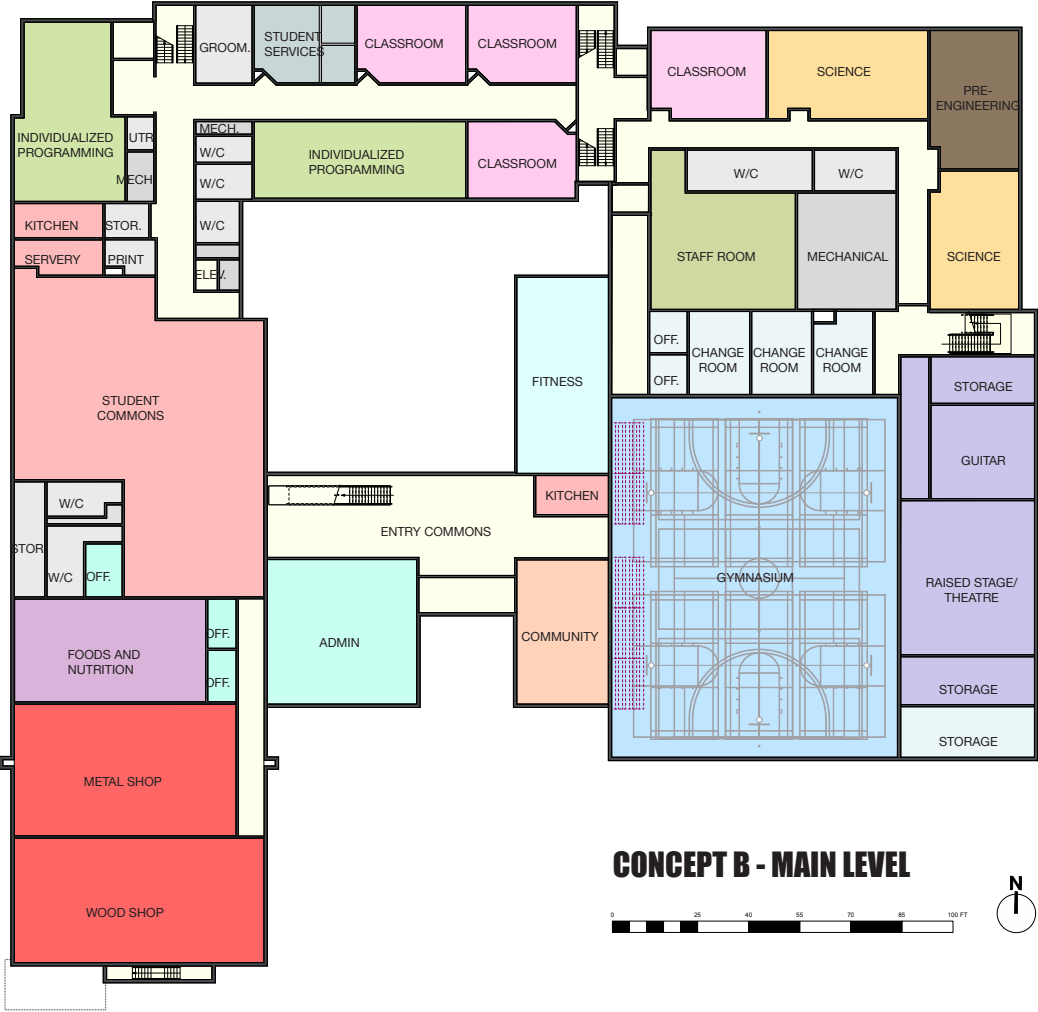 GROOM.
STUDENT
SERVICES
CLASSROOM
CLASSROOM
CLASSROOM
SCIENCE
PRE-
ENGINEERING
INDIVIDUALIZED
PROGRAMMING
UTR
MECH.
MECH
W/C
W/C
INDIVIDUALIZED
PROGRAMMING
CLASSROOM
W/C
W/C
KITCHEN
STOR.
W/C
SERVERY
PRINT
ELEV.
STAFF ROOM
MECHANICAL
SCIENCE
OFF.
OFF.
CHANGE
ROOM
CHANGE
ROOM
CHANGE
ROOM
FITNESS
STUDENT
COMMONS
STORAGE
GUITAR
W/C
STOR
W/C
OFF.
KITCHEN
ENTRY COMMONS
GYMNASIUM
RAISED STAGE/
THEATRE
FOODS AND
NUTRITION
OFF.
OFF.
ADMIN
COMMUNITY
STORAGE
STORAGE
METAL SHOP
WOOD SHOP
CONCEPT B - MAIN LEVEL
0 25 40 55 70 85 100 FT
N